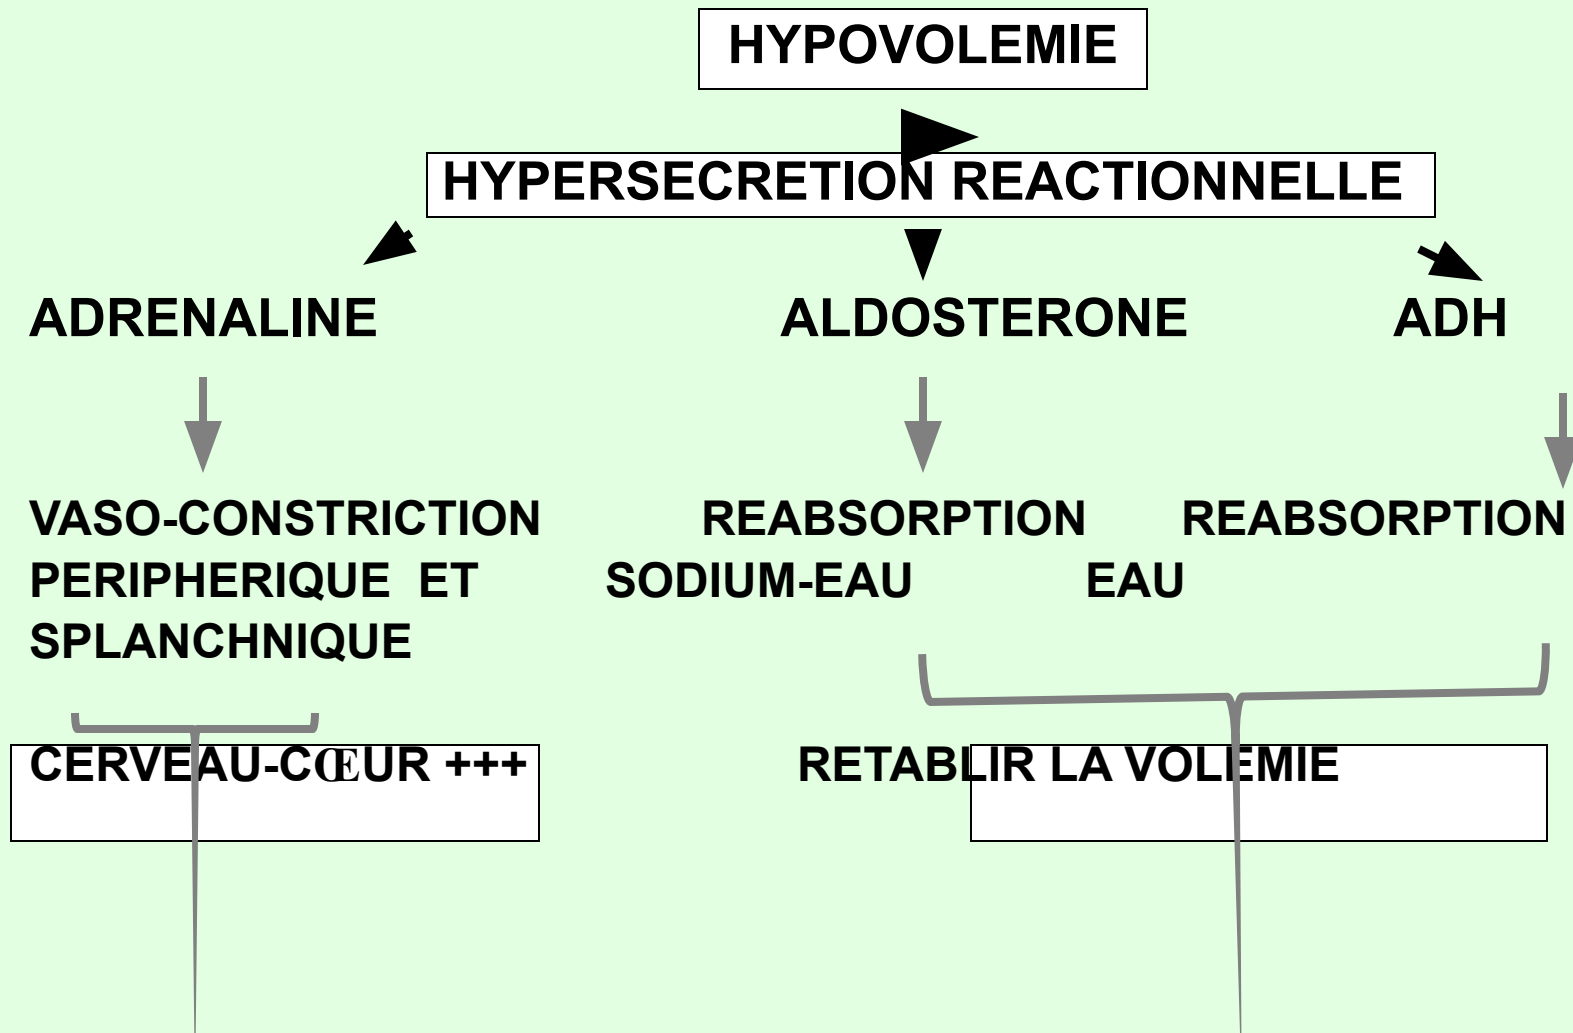 HYPOVOLEMIE
HYPERSECRETION REACTIONNELLE
ADRENALINE ALDOSTERONE ADH
VASO-CONSTRICTION REABSORPTION REABSORPTION
PERIPHERIQUE ET SODIUM-EAU EAU
SPLANCHNIQUE
CERVEAU-CŒUR +++ RETABLIR LA VOLEMIE